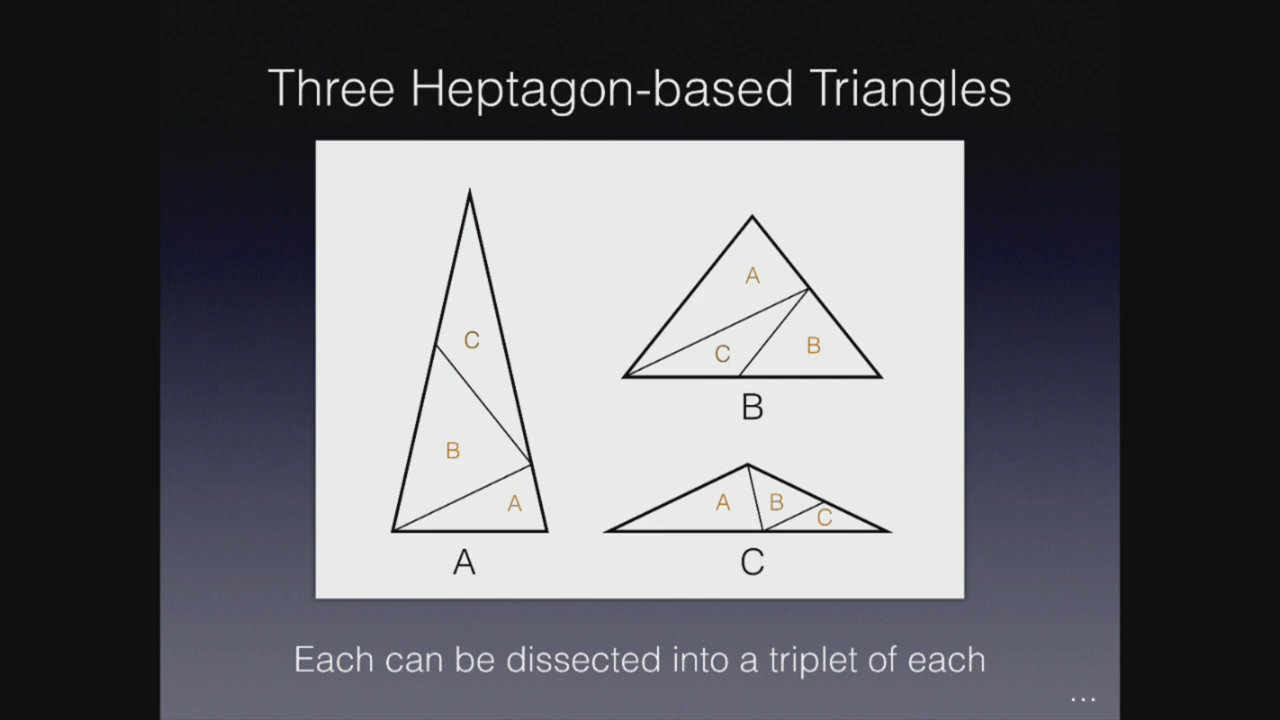 Three Heptagon-based Triangles
C
B
A
A
A
C
B
B
A
B
C
C
Each can be dissected into a triplet of each
...